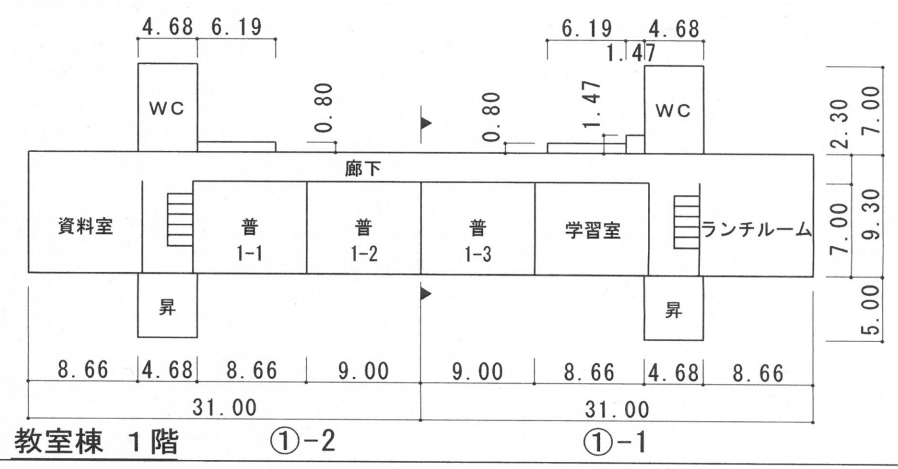 4.68 6.19 6.19 4.68
1.47
WC WC
0.80 0.80 1.47 2.30 7.00
廊下
資料室 普 普 普 学習室 ランチルーム
1-1 1-2 1-3
7.00 9.30
昇 昇
5.00
8.66 4.68 8.66 9.00 9.00 8.66 4.68 8.66
31.00 31.00
教室棟 1階 ①-2 ①-1